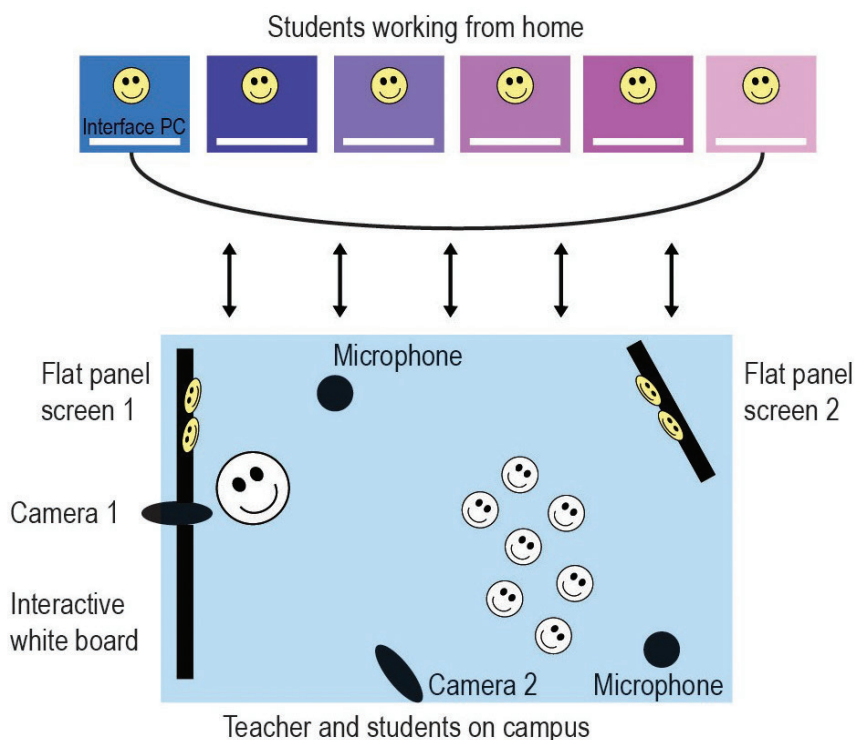 Students working from home
Interface PC
Microphone
Flat panel
screen 1
Flat panel
screen 2
Camera 1
Interactive
white board
Camera 2
Microphone
Teacher and students on campus